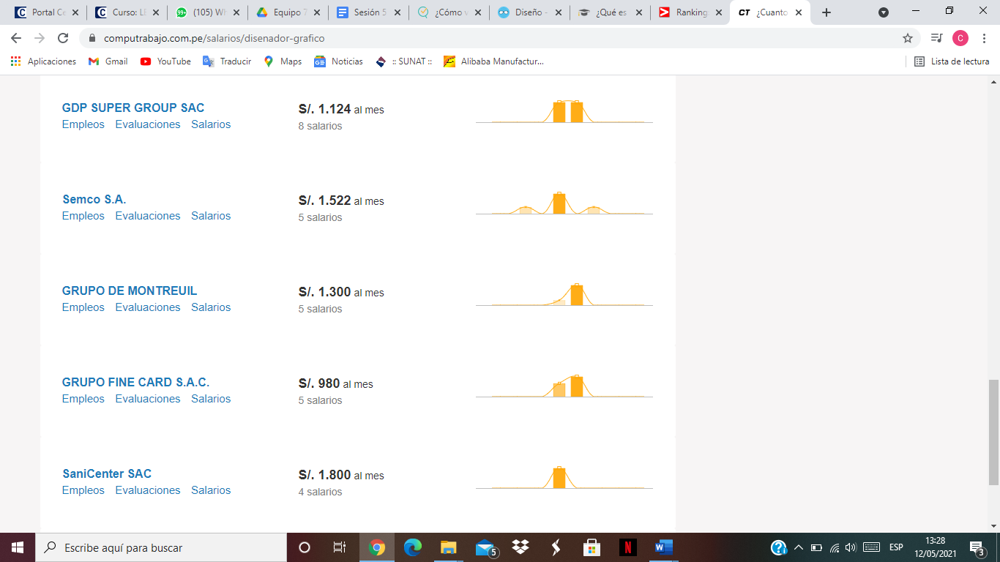 Portal Ce
Curso: LE
99+
(105) Wh
Equipo 7
Sesión 5
¿Cómo v
Diseño -
¿Qué es
Ranking
CT
¿Cuanto
computrabajo.com.pe/salarios/disenador-grafico
C
Aplicaciones
Gmail
YouTube
Traducir
Maps
Noticias
:: SUNAT ::
Alibaba Manufactur...
Lista de lectura
GDP SUPER GROUP SAC
S/. 1.124 al mes
Empleos Evaluaciones Salarios
8 salarios
Semco S.A.
S/. 1.522 al mes
Empleos Evaluaciones Salarios
5 salarios
GRUPO DE MONTREUIL
S/. 1.300 al mes
Empleos Evaluaciones Salarios
5 salarios
GRUPO FINE CARD S.A.C.
S/. 980 al mes
Empleos Evaluaciones Salarios
5 salarios
SaniCenter SAC
S/. 1.800 al mes
Empleos Evaluaciones Salarios
4 salarios
Escribe aquí para buscar
5
ESP
13:28
12/05/2021
3